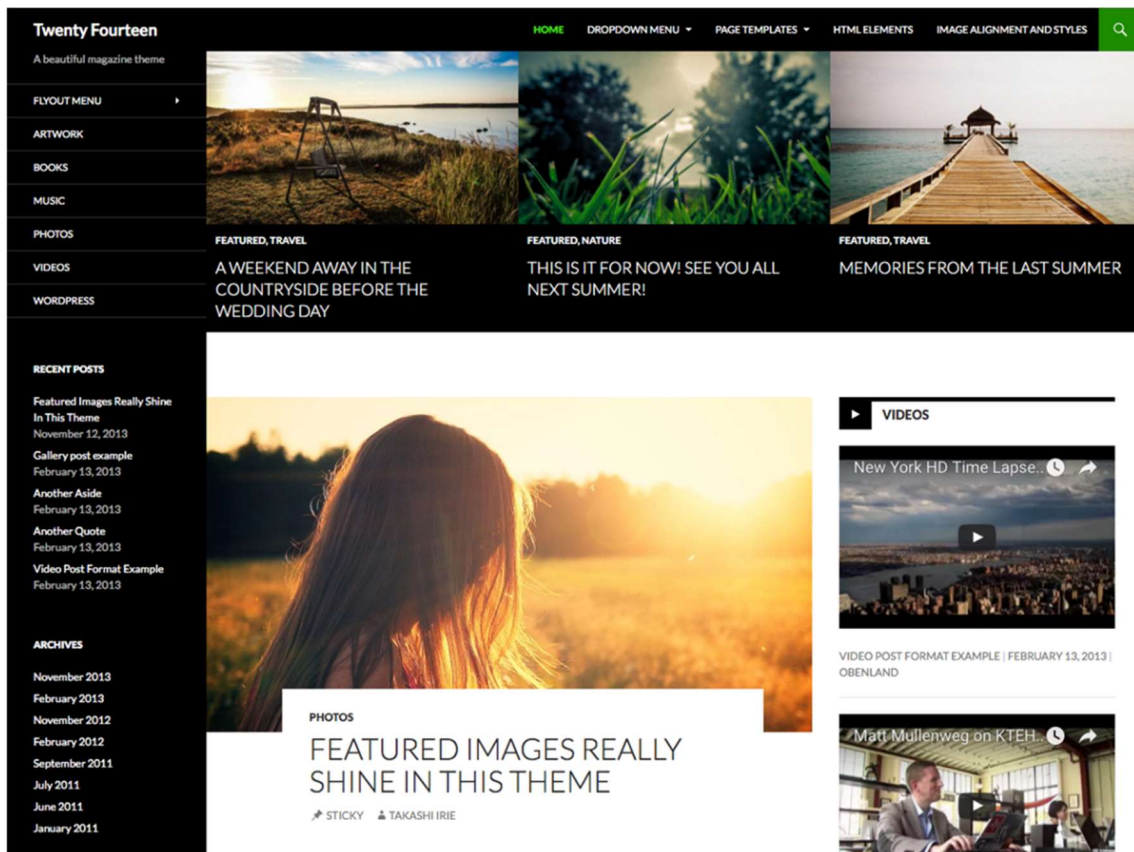 Twenty Fourteen
A beautiful magazine theme
HOME DROPDOWN MENU PAGE TEMPLATES HTML ELEMENTS IMAGE ALIGNMENT AND STYLES
FLYOUT MENU
ARTWORK
BOOKS
MUSIC
PHOTOS
VIDEOS
WORDPRESS
RECENT POSTS
Featured Images Really Shine
In This Theme
November 12, 2013
Gallery post example
February 13, 2013
Another Aside
February 13, 2013
Another Quote
February 13, 2013
Video Post Format Example
February 13, 2013
ARCHIVES
November 2013
February 2013
November 2012
February 2012
September 2011
July 2011
June 2011
January 2011
FEATURED, TRAVEL
A WEEKEND AWAY IN THE
COUNTRYSIDE BEFORE THE
WEDDING DAY
FEATURED, NATURE
THIS IS IT FOR NOW! SEE YOU ALL
NEXT SUMMER!
FEATURED, TRAVEL
MEMORIES FROM THE LAST SUMMER
PHOTOS
FEATURED IMAGES REALLY
SHINE IN THIS THEME
STICKY TAKASHI IRIE
VIDEOS
New York HD Time Lapse..
VIDEO POST FORMAT EXAMPLE | FEBRUARY 13, 2013 |
OBENLAND
Matt Mullenweg on KTEH..